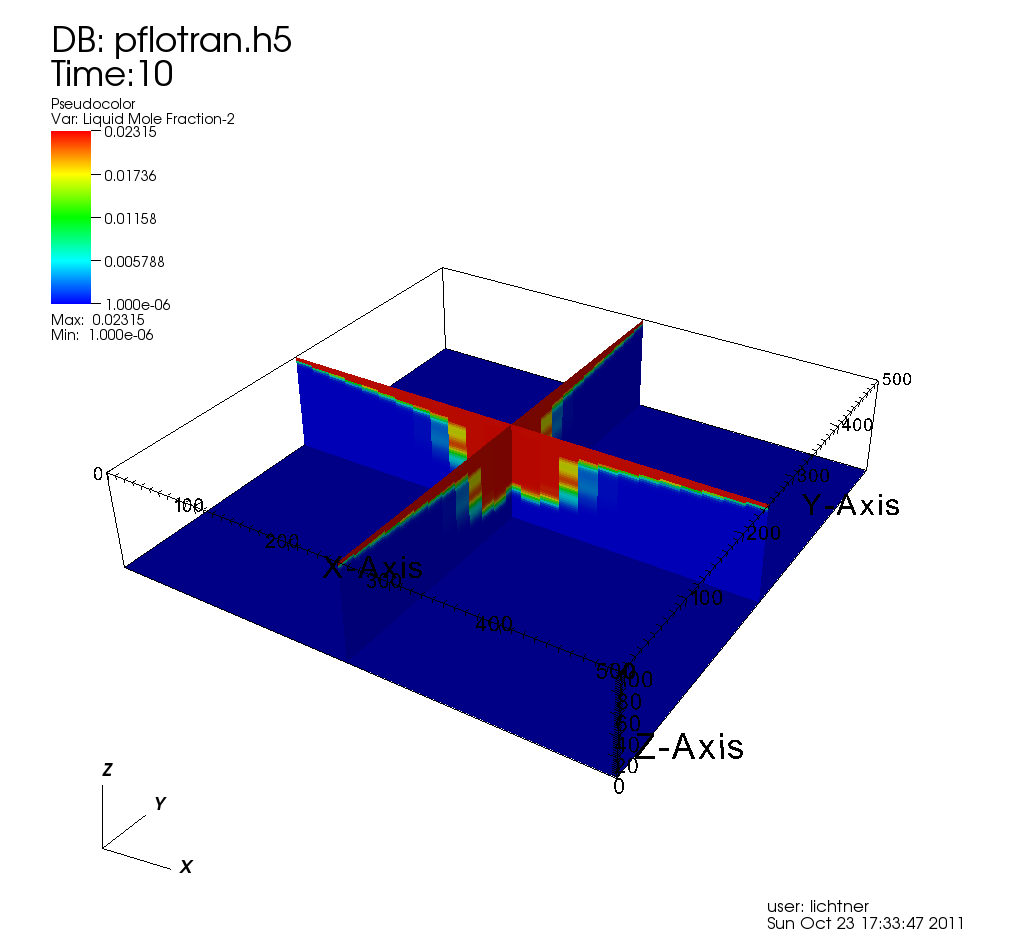 DB: pflotran.h5
Time:10
Pseudocolor
Var: Liquid Mole Fraction-2
0.02315
0.01736
0.01158
0.005788
1.000e-06
Max: 0.02315
Min: 1.000e-06
500
400
300
Y-Axis
200
100
0
100
200
X-Axis
300
400
500
100
80
60
40
Z-Axis
20
0
Z
Y
X
user: lichtner
Sun Oct 23 17:33:47 2011